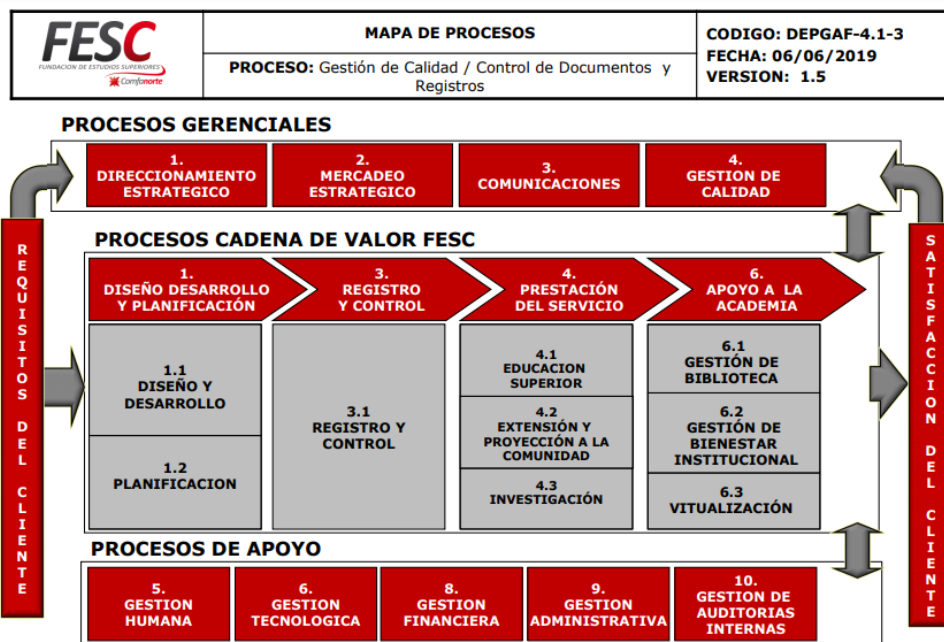 FESC
FUNDACION DE ESTUDIOS SUPERIORES
Comfanorte
MAPA DE PROCESOS
PROCESO: Gestión de Calidad / Control de Documentos y
Registros
CODIGO: DEPGAF-4.1-3
FECHA: 06/06/2019
VERSION: 1.5
PROCESOS GERENCIALES
1.
DIRECCIONAMIENTO
ESTRATEGICO
2.
MERCADEO
ESTRATEGICO
3.
COMUNICACIONES
4.
GESTION DE
CALIDAD
REQUISITOS DEL CLIENTE
PROCESOS CADENA DE VALOR FESC
1.
DISEÑO DESARROLLO
Y PLANIFICACIÓN
3.
REGISTRO
Y CONTROL
4.
PRESTACIÓN
DEL SERVICIO
6.
APOYO A LA
ACADEMIA
1.1
DISEÑO Y
DESARROLLO
1.2
PLANIFICACION
3.1
REGISTRO Y
CONTROL
4.1
EDUCACION
SUPERIOR
4.2
EXTENSIÓN Y
PROYECCIÓN A LA
COMUNIDAD
4.3
INVESTIGACIÓN
6.1
GESTIÓN DE
BIBLIOTECA
6.2
GESTIÓN DE
BIENESTAR
INSTITUCIONAL
6.3
VITUALIZACIÓN
SATISFACCION DEL CLIENTE
PROCESOS DE APOYO
5.
GESTION
HUMANA
6.
GESTION
TECNOLOGICA
8.
GESTION
FINANCIERA
9.
GESTION
ADMINISTRATIVA
10.
GESTION DE
AUDITORIAS
INTERNAS